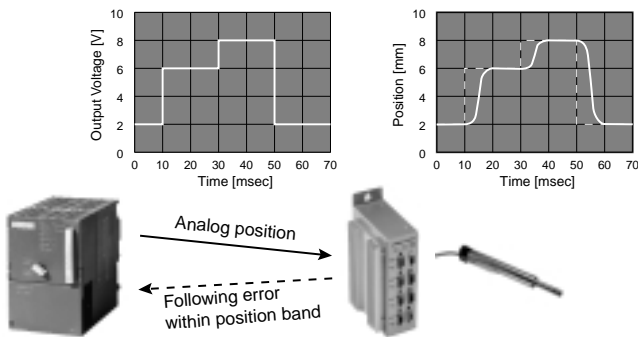 10
8
6
4
2
0
Output Voltage [V]
0 10 20 30 40 50 60 70
Time [msec]
10
8
6
4
2
0
Position [mm]
0 10 20 30 40 50 60 70
Time [msec]
Analog position
Following error
within position band